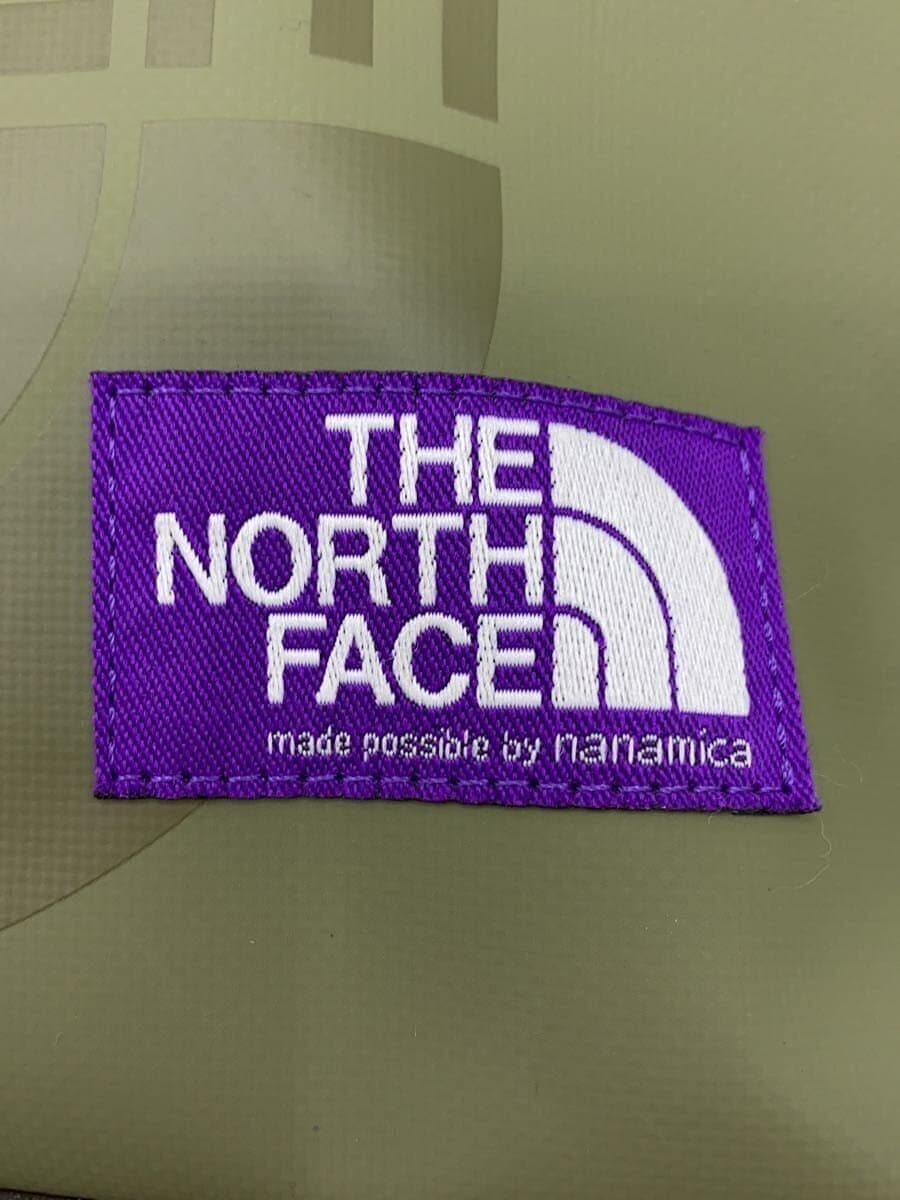 THE
NORTH
FACE
made possible by nanamica